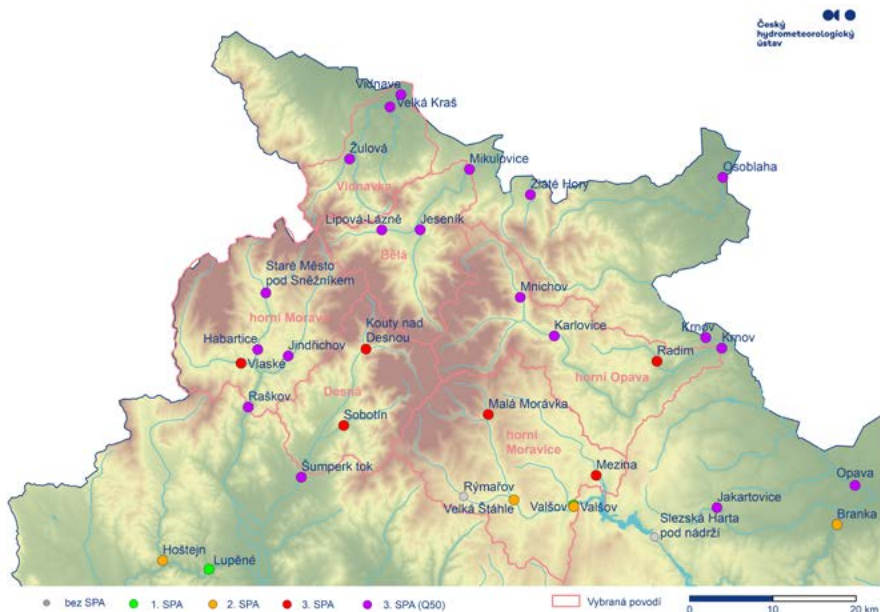 Český
hydrometeorologický
ústav
Vidnava
Velká Kraš
Žulová
Mikulovice
Osoblaha
Zlaté Hory
Vidnavka
Lipová-Lázně
Jeseník
Bělá
Staré Město
pod Sněžníkem
Mnichov
horní Morava
Kouty nad
Desnou
Habartice
Jindřichov
Karlovice
Krnov
Krnov
Vlaské
Radim
horní Opava
Desná
Raškov
Malá Morávka
Sobotín
horní
Moravice
Mezina
Šumperk tok
Rýmařov
Opava
Velká Štáhle
Valšov
Valšov
Jakartovice
Slezská Harta
pod nádrží
Branka
Hoštejn
Lupěné
bez SPA
1. SPA
2. SPA
3. SPA
3. SPA (Q50)
Vybraná povodí
0
10
20 km